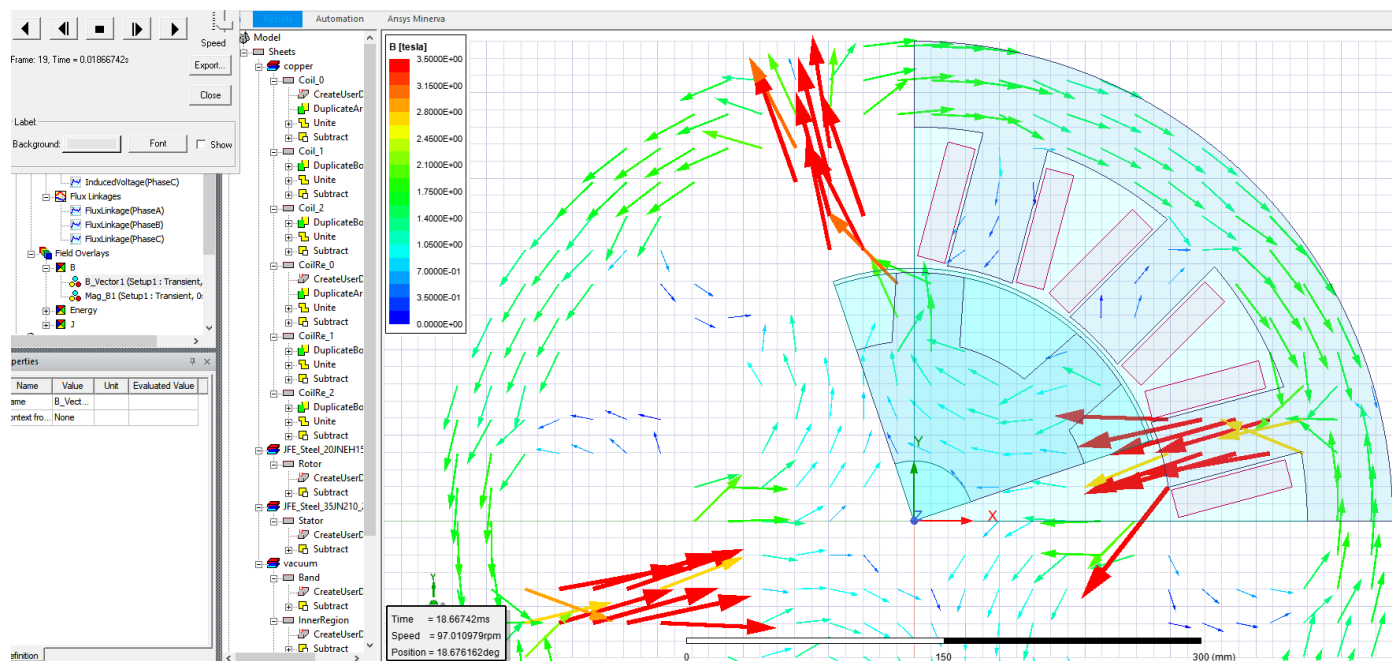 Results Automation Ansys Minerva
Speed
Frame: 19, Time = 0.01866742s
Export...
Close
Label
Background: Font Show
InducedVoltage(PhaseC)
Flux Linkages
FluxLinkage(PhaseA)
FluxLinkage(PhaseB)
FluxLinkage(PhaseC)
Field Overlays
B
B_Vector1 (Setup1 : Transient,
Mag_B1 (Setup1 : Transient, 0
Energy
J
operties
Name Value Unit Evaluated Value
ame B_Vect...
ontext fro... None
efinition
Model
Sheets
copper
Coil_0
CreateUserD
DuplicateAr
Unite
Subtract
Coil_1
DuplicateBo
Unite
Subtract
Coil_2
DuplicateBo
Unite
Subtract
CoilRe_0
CreateUserD
DuplicateAr
Unite
Subtract
CoilRe_1
DuplicateBo
Unite
Subtract
CoilRe_2
DuplicateBo
Unite
Subtract
JFE_Steel_20JNEH15
Rotor
CreateUserD
Subtract
JFE_Steel_35JN210_
Stator
CreateUserD
Subtract
vacuum
Band
CreateUserD
Subtract
InnerRegion
CreateUserD
Subtract
B [tesla]
3.5000E+00
3.1500E+00
2.8000E+00
2.4500E+00
2.1000E+00
1.7500E+00
1.4000E+00
1.0500E+00
7.0000E-01
3.5000E-01
0.0000E+00
Y
Z
X
Y
Time = 18.66742ms
Speed = 97.010979rpm
Position = 18.676162deg
0 150 300 (mm)